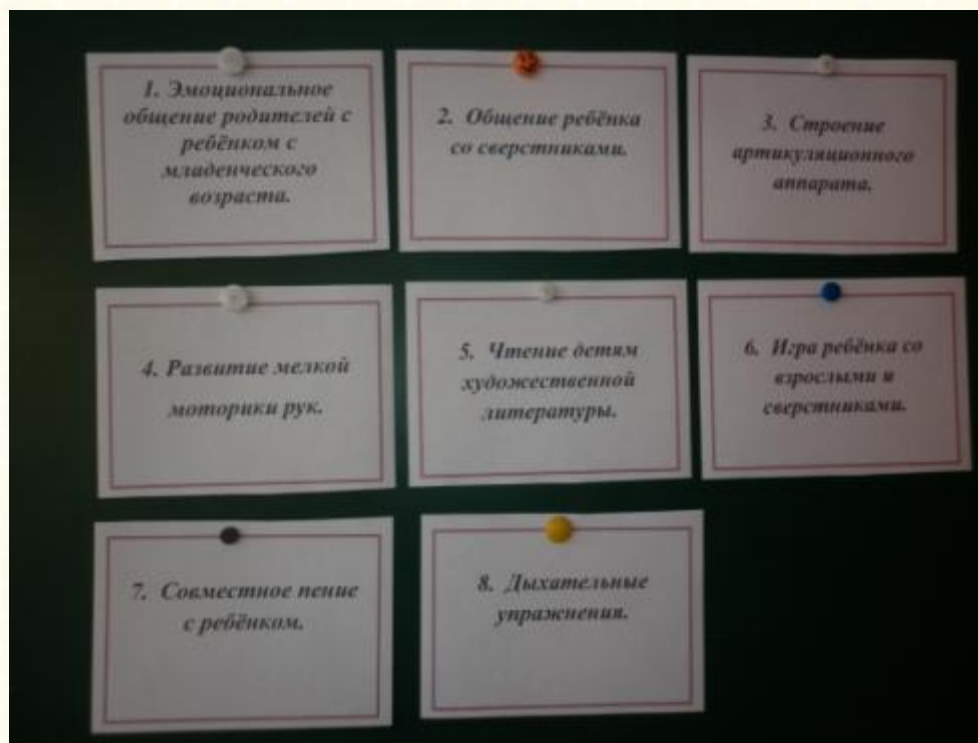 1. Эмоциональное
общение родителей с
ребёнком с
младенческого
возраста.
2. Общение ребёнка
со сверстниками.
3. Строение
артикуляционного
аппарата.
4. Развитие мелкой
моторики рук.
5. Чтение детям
художественной
литературы.
6. Игра ребёнка со
взрослыми и
сверстниками.
7. Совместное пение
с ребёнком.
8. Дыхательные
упражнения.